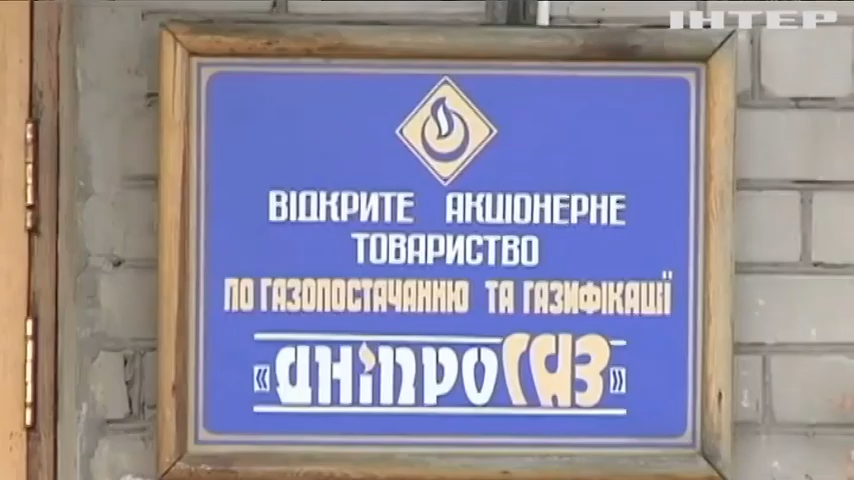 ІНТЕР
ВІДКРИТЕ АКЦІОНЕРНЕ
ТОВАРИСТВО
ПО ГАЗОПОСТАЧАННЮ ТА ГАЗИФІКАЦІЇ
«ДНІПРОГАЗ»